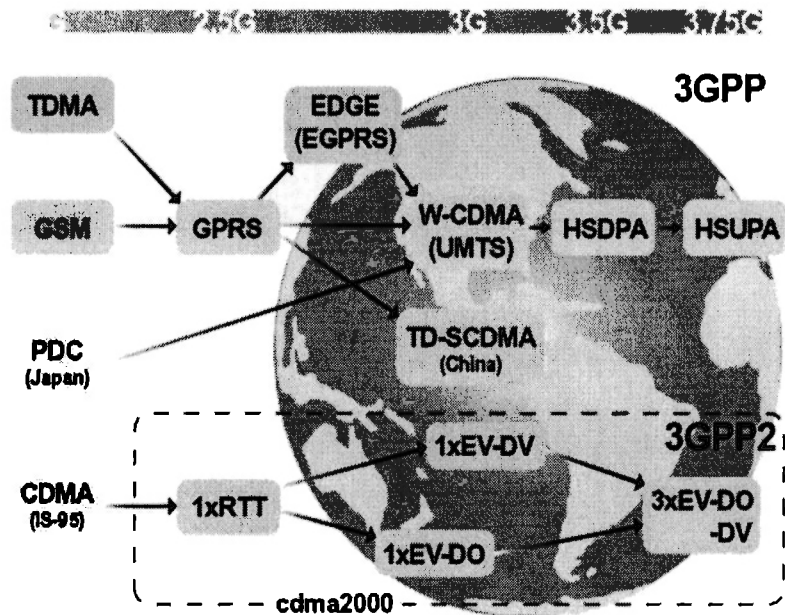 G 2.5G 3G 3.5G 3.75G
3GPP
TDMA
EDGE
(EGPRS)
GSM
GPRS
W-CDMA
(UMTS)
HSDPA
HSUPA
PDC
(Japan)
TD-SCDMA
(China)
3GPP2
1xEV-DV
CDMA
(IS-95)
1xRTT
3xEV-DO
-DV
1xEV-DO
cdma2000